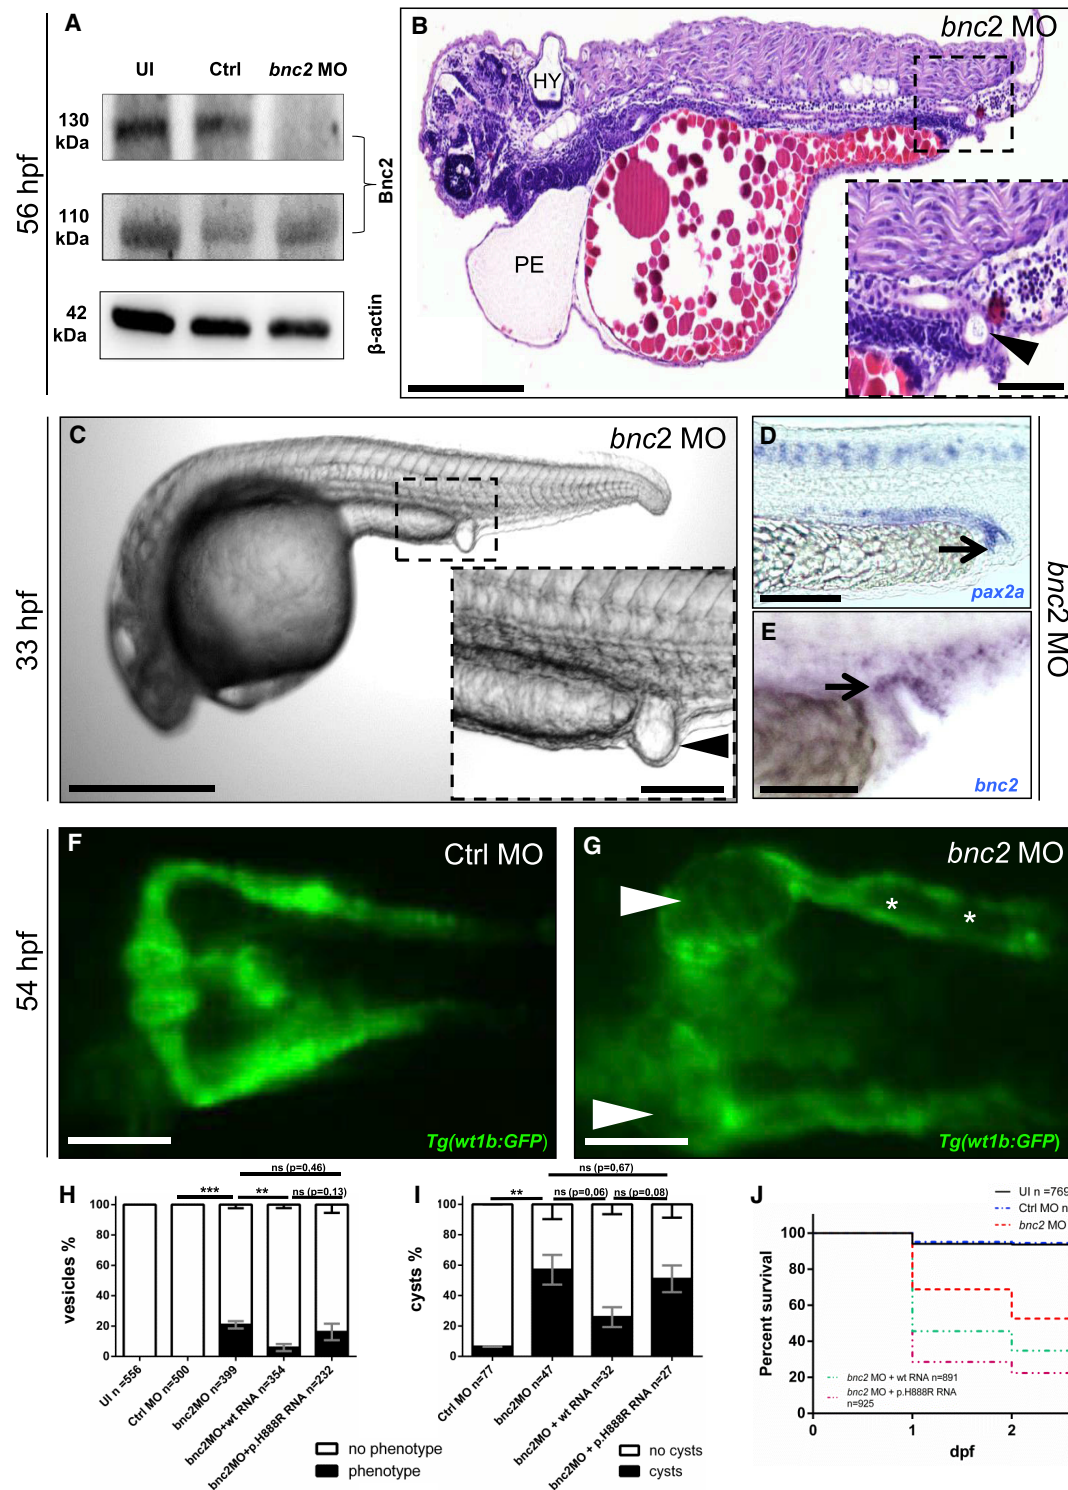 A
UI Ctrl bnc2 MO
130
kDa
110
kDa
Bnc2
42
kDa
β-actin
56 hpf
B
bnc2 MO
HY
PE
C
bnc2 MO
33 hpf
D
pax2a
E
bnc2
bnc2 MO
F
Ctrl MO
Tg(wt1b:GFP)
G
bnc2 MO
*
*
Tg(wt1b:GFP)
54 hpf
H
ns (p=0,46)
*** ** ns (p=0,13)
100
80
60
40
20
0
vesicles %
UI n =556
Ctrl MO n=500
bnc2MO n=399
bnc2MO+wt RNA n=354
bnc2MO+p.H888R RNA n=232
no phenotype
phenotype
I
ns (p=0,67)
** ns (p=0,06) ns (p=0,08)
100
80
60
40
20
0
cysts %
Ctrl MO n=77
bnc2MO n=47
bnc2MO + wt RNA n=32
bnc2MO + p.H888R RNA n=27
no cysts
cysts
J
UI n =769
Ctrl MO n
bnc2 MO
100
80
60
40
20
0
Percent survival
bnc2 MO + wt RNA n=891
bnc2 MO + p.H888R RNA
n=925
0 1 2
dpf